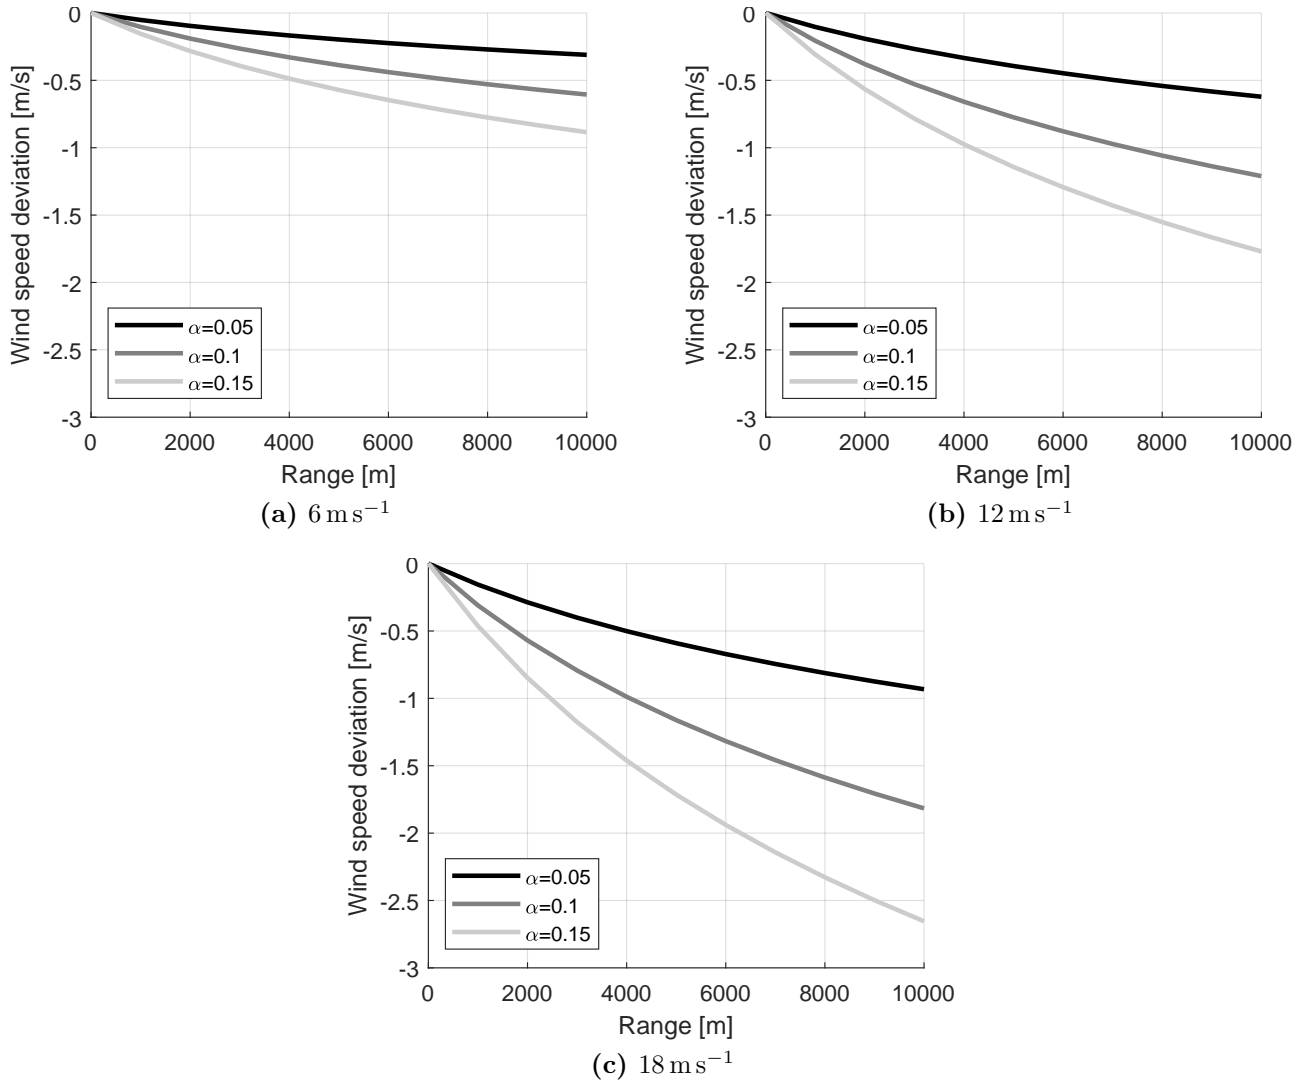 0
-0.5
-1
-1.5
-2
-2.5
-3
Wind speed deviation [m/s]
α=0.05
α=0.1
α=0.15
0 2000 4000 6000 8000 10000
Range [m]
(a) 6 m s⁻¹
0
-0.5
-1
-1.5
-2
-2.5
-3
Wind speed deviation [m/s]
α=0.05
α=0.1
α=0.15
0 2000 4000 6000 8000 10000
Range [m]
(b) 12 m s⁻¹
0
-0.5
-1
-1.5
-2
-2.5
-3
Wind speed deviation [m/s]
α=0.05
α=0.1
α=0.15
0 2000 4000 6000 8000 10000
Range [m]
(c) 18 m s⁻¹